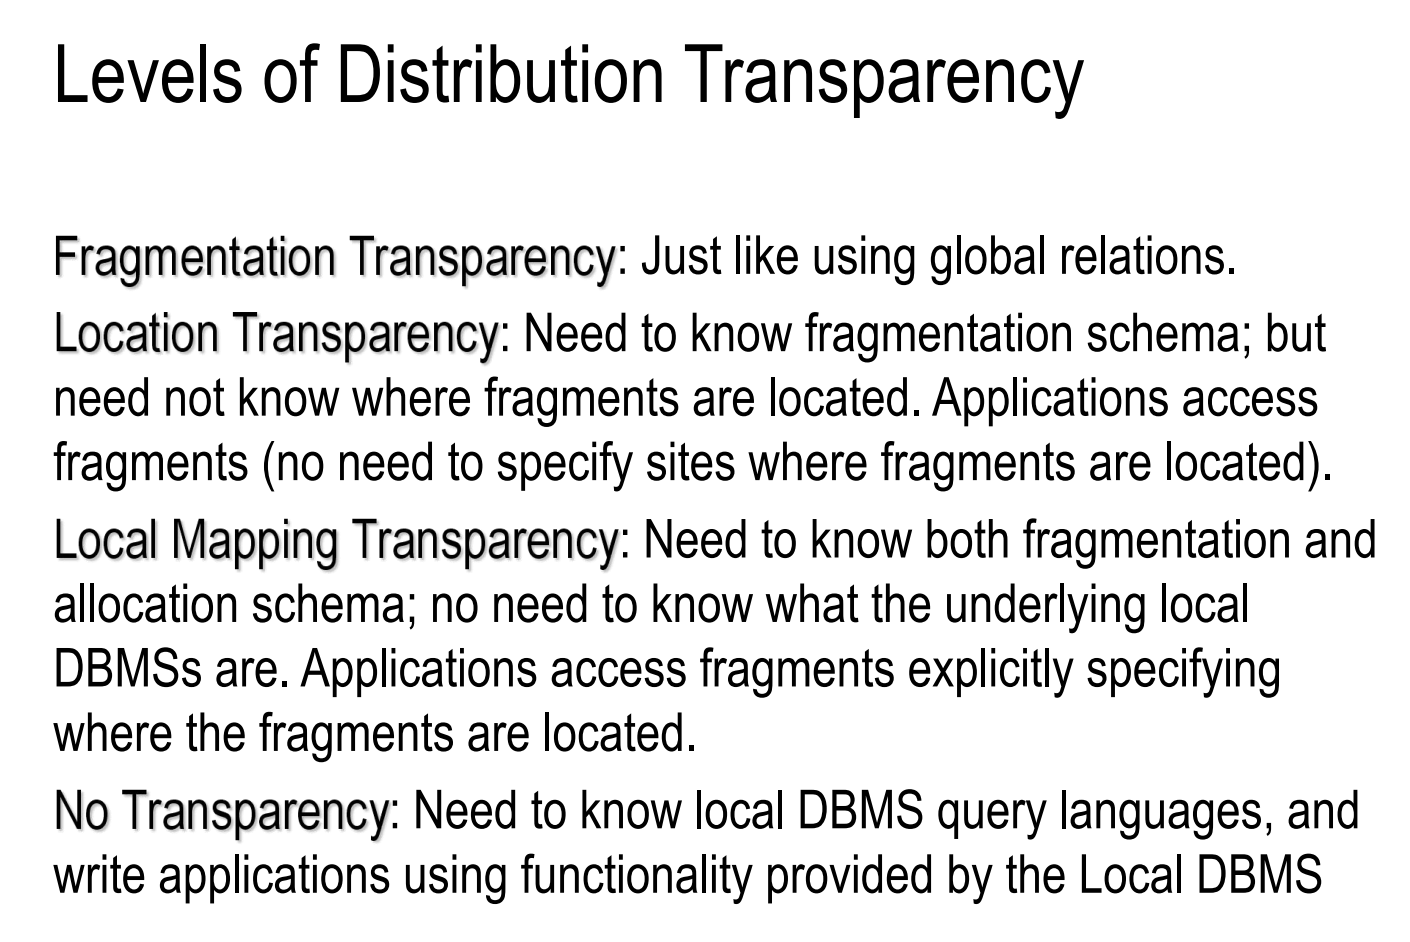 Levels of Distribution Transparency
Fragmentation Transparency: Just like using global relations.
Location Transparency: Need to know fragmentation schema; but
need not know where fragments are located. Applications access
fragments (no need to specify sites where fragments are located).
Local Mapping Transparency: Need to know both fragmentation and
allocation schema; no need to know what the underlying local
DBMSs are. Applications access fragments explicitly specifying
where the fragments are located.
No Transparency: Need to know local DBMS query languages, and
write applications using functionality provided by the Local DBMS